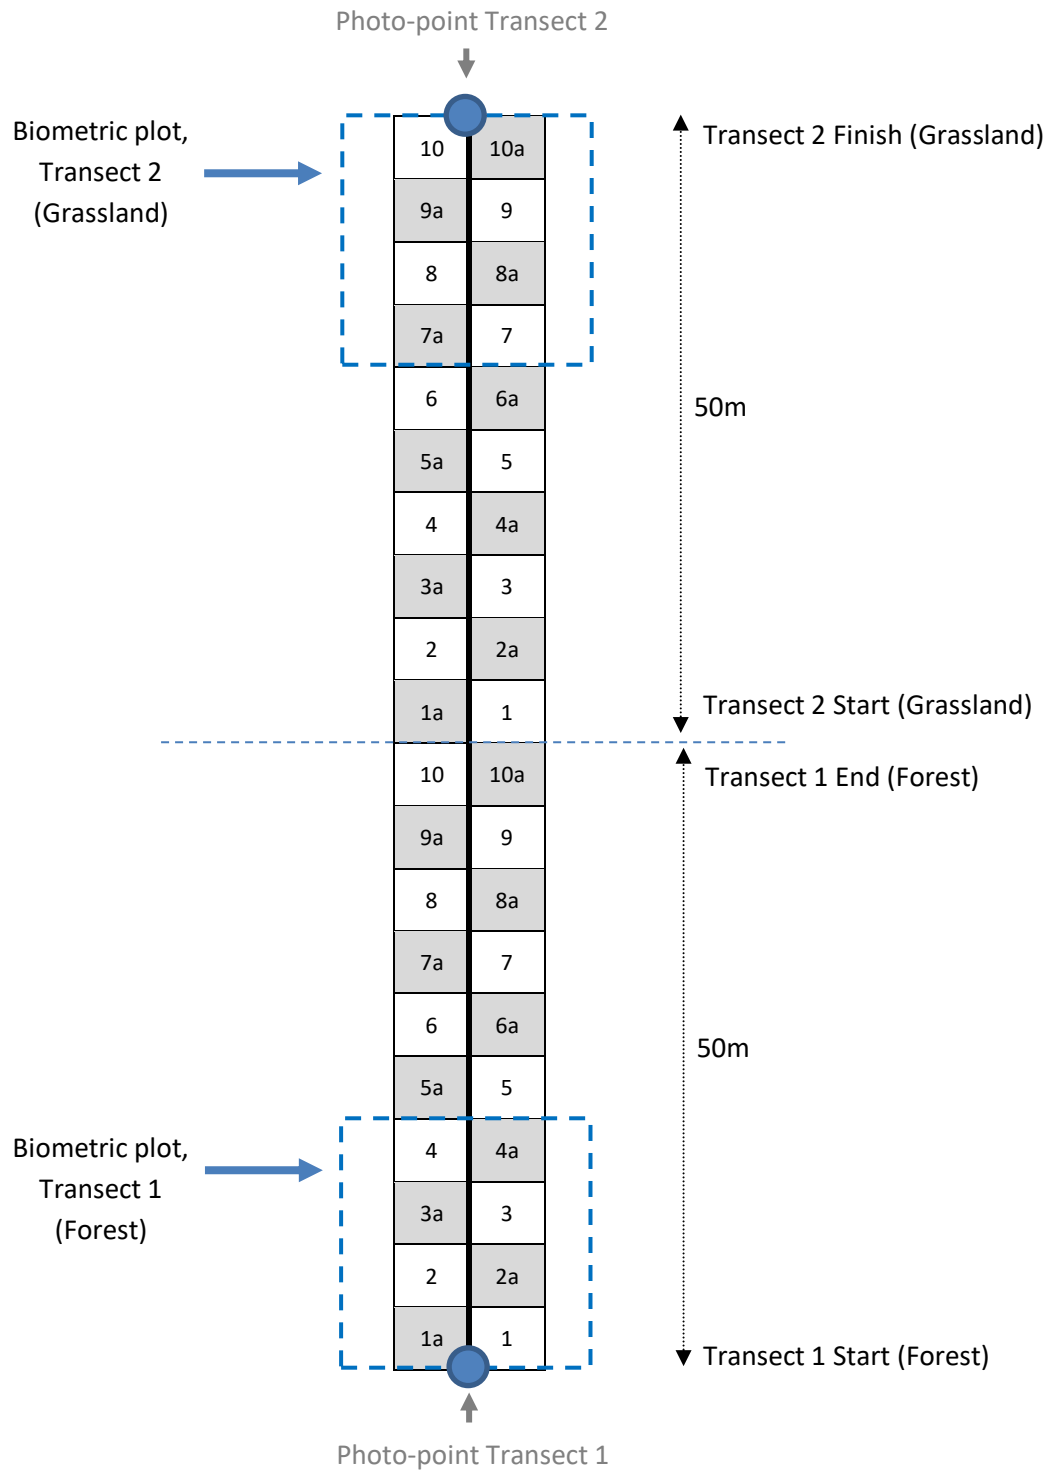 Photo-point Transect 2
Biometric plot,
Transect 2
(Grassland)
Transect 2 Finish (Grassland)
10 10a
9a 9
8 8a
7a 7
6 6a
50m
5a 5
4 4a
3a 3
2 2a
1a 1
Transect 2 Start (Grassland)
10 10a
Transect 1 End (Forest)
9a 9
8 8a
7a 7
6 6a
50m
5a 5
Biometric plot,
Transect 1
(Forest)
4 4a
3a 3
2 2a
1a 1
Transect 1 Start (Forest)
Photo-point Transect 1